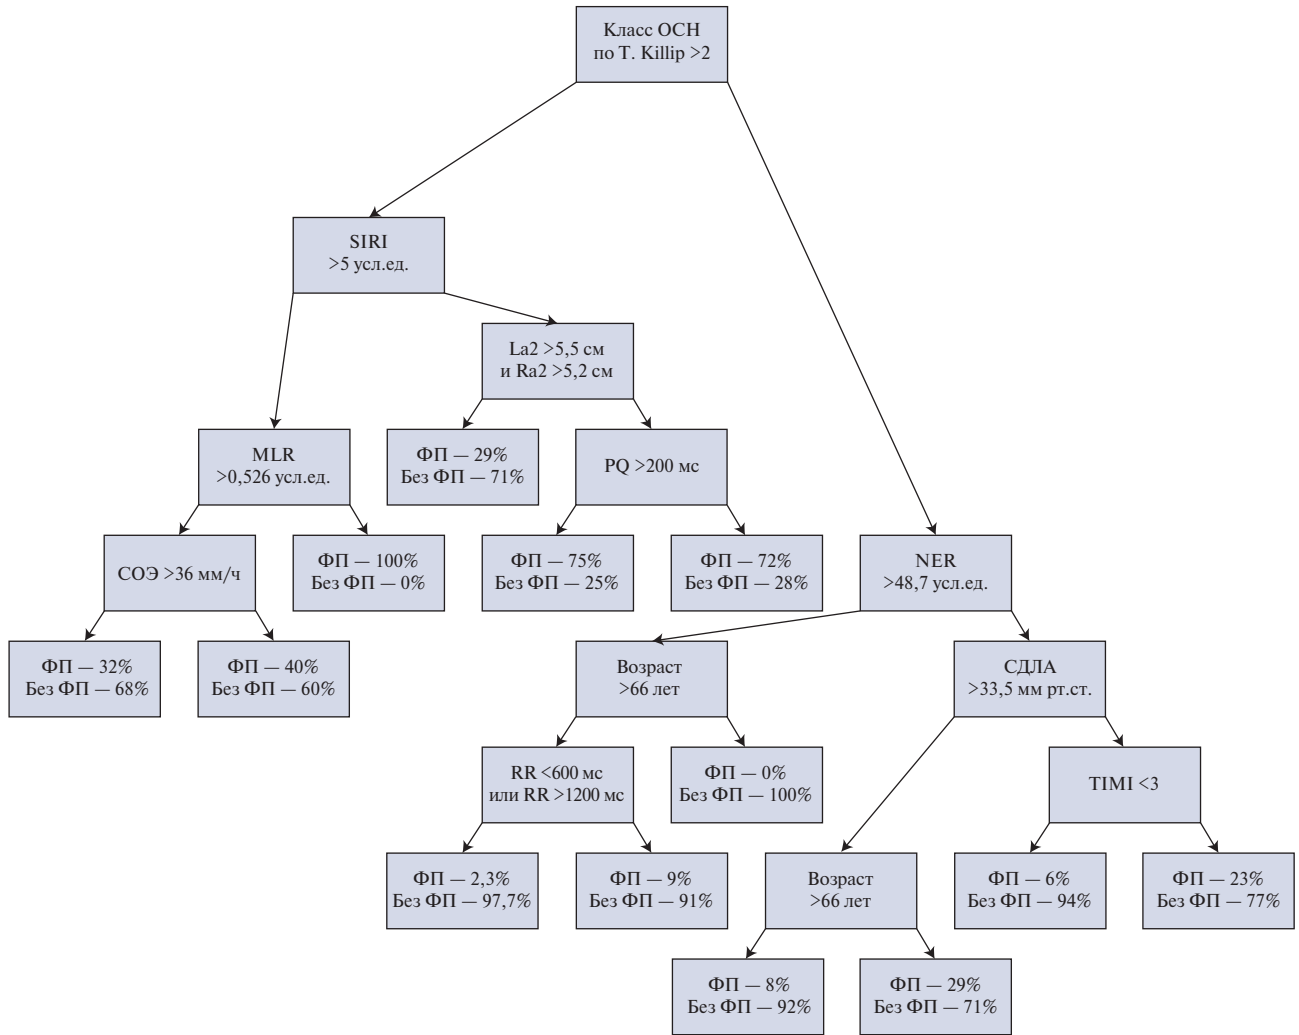 Класс ОСН
по T. Killip >2
SIRI
>5 усл.ед.
La2 >5,5 см
и Ra2 >5,2 см
MLR
>0,526 усл.ед.
ФП — 29%
Без ФП — 71%
PQ >200 мс
СОЭ >36 мм/ч
ФП — 100%
Без ФП — 0%
ФП — 75%
Без ФП — 25%
ФП — 72%
Без ФП — 28%
NER
>48,7 усл.ед.
ФП — 32%
Без ФП — 68%
ФП — 40%
Без ФП — 60%
Возраст
>66 лет
СДЛА
>33,5 мм рт.ст.
RR <600 мс
или RR >1200 мс
ФП — 0%
Без ФП — 100%
TIMI <3
ФП — 2,3%
Без ФП — 97,7%
ФП — 9%
Без ФП — 91%
Возраст
>66 лет
ФП — 6%
Без ФП — 94%
ФП — 23%
Без ФП — 77%
ФП — 8%
Без ФП — 92%
ФП — 29%
Без ФП — 71%